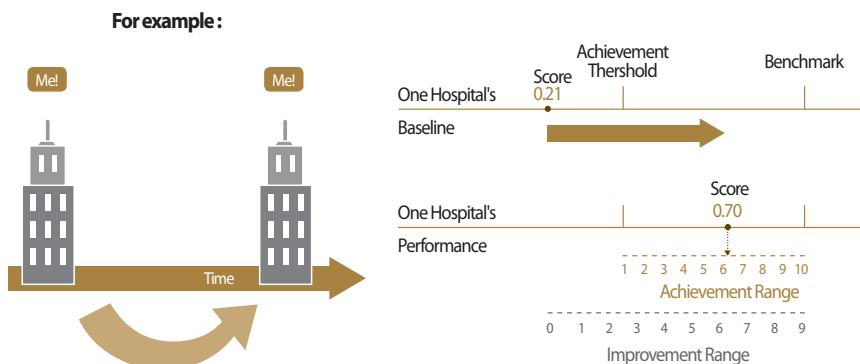 For example :
Me!
Me!
Time
Achievement
Thershold
Benchmark
Score
0.21
One Hospital's
Baseline
Score
0.70
One Hospital's
Performance
1 2 3 4 5 6 7 8 9 10
Achievement Range
0 1 2 3 4 5 6 7 8 9
Improvement Range